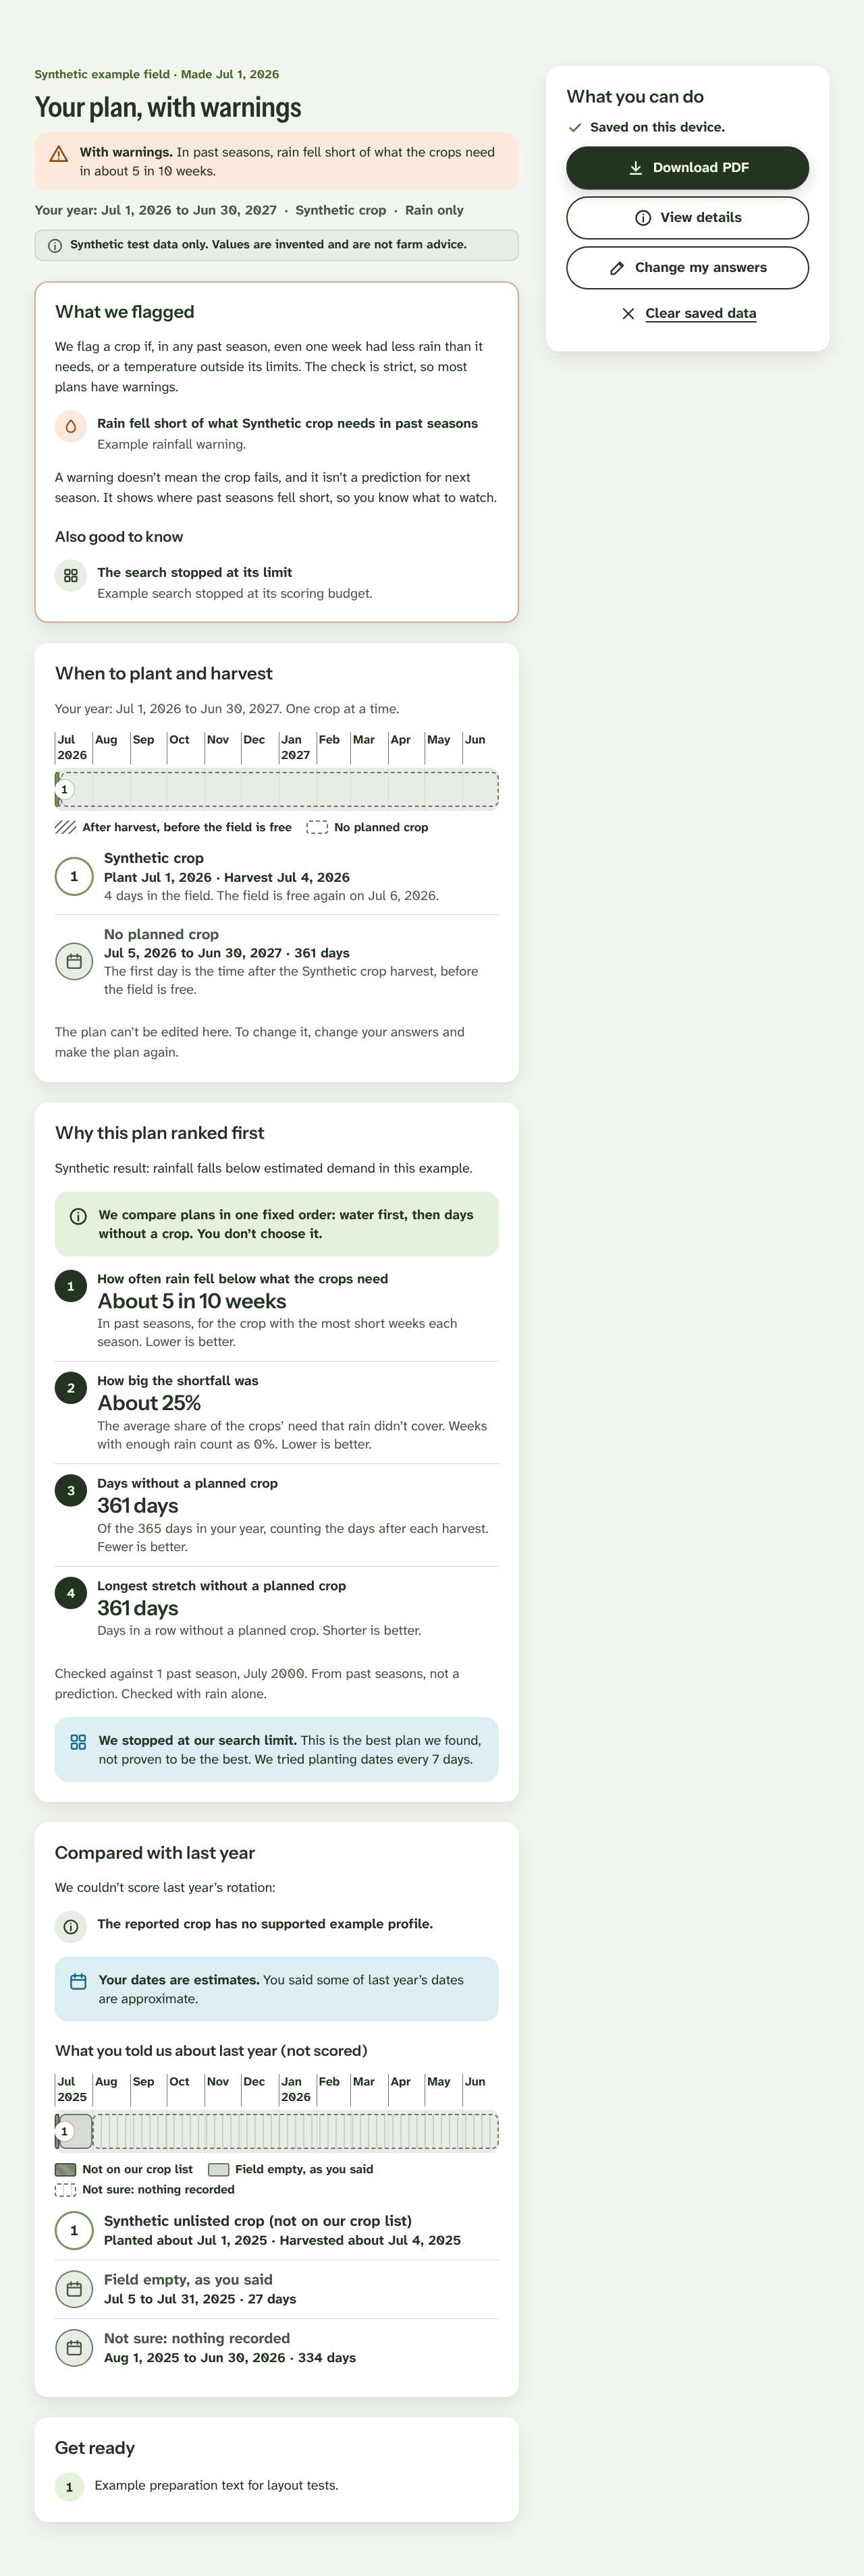 Synthetic example field · Made Jul 1, 2026
Your plan, with warnings
With warnings. In past seasons, rain fell short of what the crops need
in about 5 in 10 weeks.
Your year: Jul 1, 2026 to Jun 30, 2027 · Synthetic crop · Rain only
Synthetic test data only. Values are invented and are not farm advice.
What we flagged
We flag a crop if, in any past season, even one week had less rain than it
needs, or a temperature outside its limits. The check is strict, so most
plans have warnings.
Rain fell short of what Synthetic crop needs in past seasons
Example rainfall warning.
A warning doesn’t mean the crop fails, and it isn’t a prediction for next
season. It shows where past seasons fell short, so you know what to watch.
Also good to know
The search stopped at its limit
Example search stopped at its scoring budget.
When to plant and harvest
Your year: Jul 1, 2026 to Jun 30, 2027. One crop at a time.
Jul Aug Sep Oct Nov Dec Jan Feb Mar Apr May Jun
2026 2027
1
After harvest, before the field is free No planned crop
1
Synthetic crop
Plant Jul 1, 2026 · Harvest Jul 4, 2026
4 days in the field. The field is free again on Jul 6, 2026.
No planned crop
Jul 5, 2026 to Jun 30, 2027 · 361 days
The first day is the time after the Synthetic crop harvest, before
the field is free.
The plan can’t be edited here. To change it, change your answers and
make the plan again.
Why this plan ranked first
Synthetic result: rainfall falls below estimated demand in this example.
We compare plans in one fixed order: water first, then days
without a crop. You don’t choose it.
1
How often rain fell below what the crops need
About 5 in 10 weeks
In past seasons, for the crop with the most short weeks each
season. Lower is better.
2
How big the shortfall was
About 25%
The average share of the crops’ need that rain didn’t cover. Weeks
with enough rain count as 0%. Lower is better.
3
Days without a planned crop
361 days
Of the 365 days in your year, counting the days after each harvest.
Fewer is better.
4
Longest stretch without a planned crop
361 days
Days in a row without a planned crop. Shorter is better.
Checked against 1 past season, July 2000. From past seasons, not a
prediction. Checked with rain alone.
We stopped at our search limit. This is the best plan we found,
not proven to be the best. We tried planting dates every 7 days.
Compared with last year
We couldn’t score last year’s rotation:
The reported crop has no supported example profile.
Your dates are estimates. You said some of last year’s dates
are approximate.
What you told us about last year (not scored)
Jul Aug Sep Oct Nov Dec Jan Feb Mar Apr May Jun
2025 2026
1
Not on our crop list Field empty, as you said
Not sure: nothing recorded
1
Synthetic unlisted crop (not on our crop list)
Planted about Jul 1, 2025 · Harvested about Jul 4, 2025
Field empty, as you said
Jul 5 to Jul 31, 2025 · 27 days
Not sure: nothing recorded
Aug 1, 2025 to Jun 30, 2026 · 334 days
Get ready
1 Example preparation text for layout tests.
What you can do
Saved on this device.
Download PDF
View details
Change my answers
Clear saved data